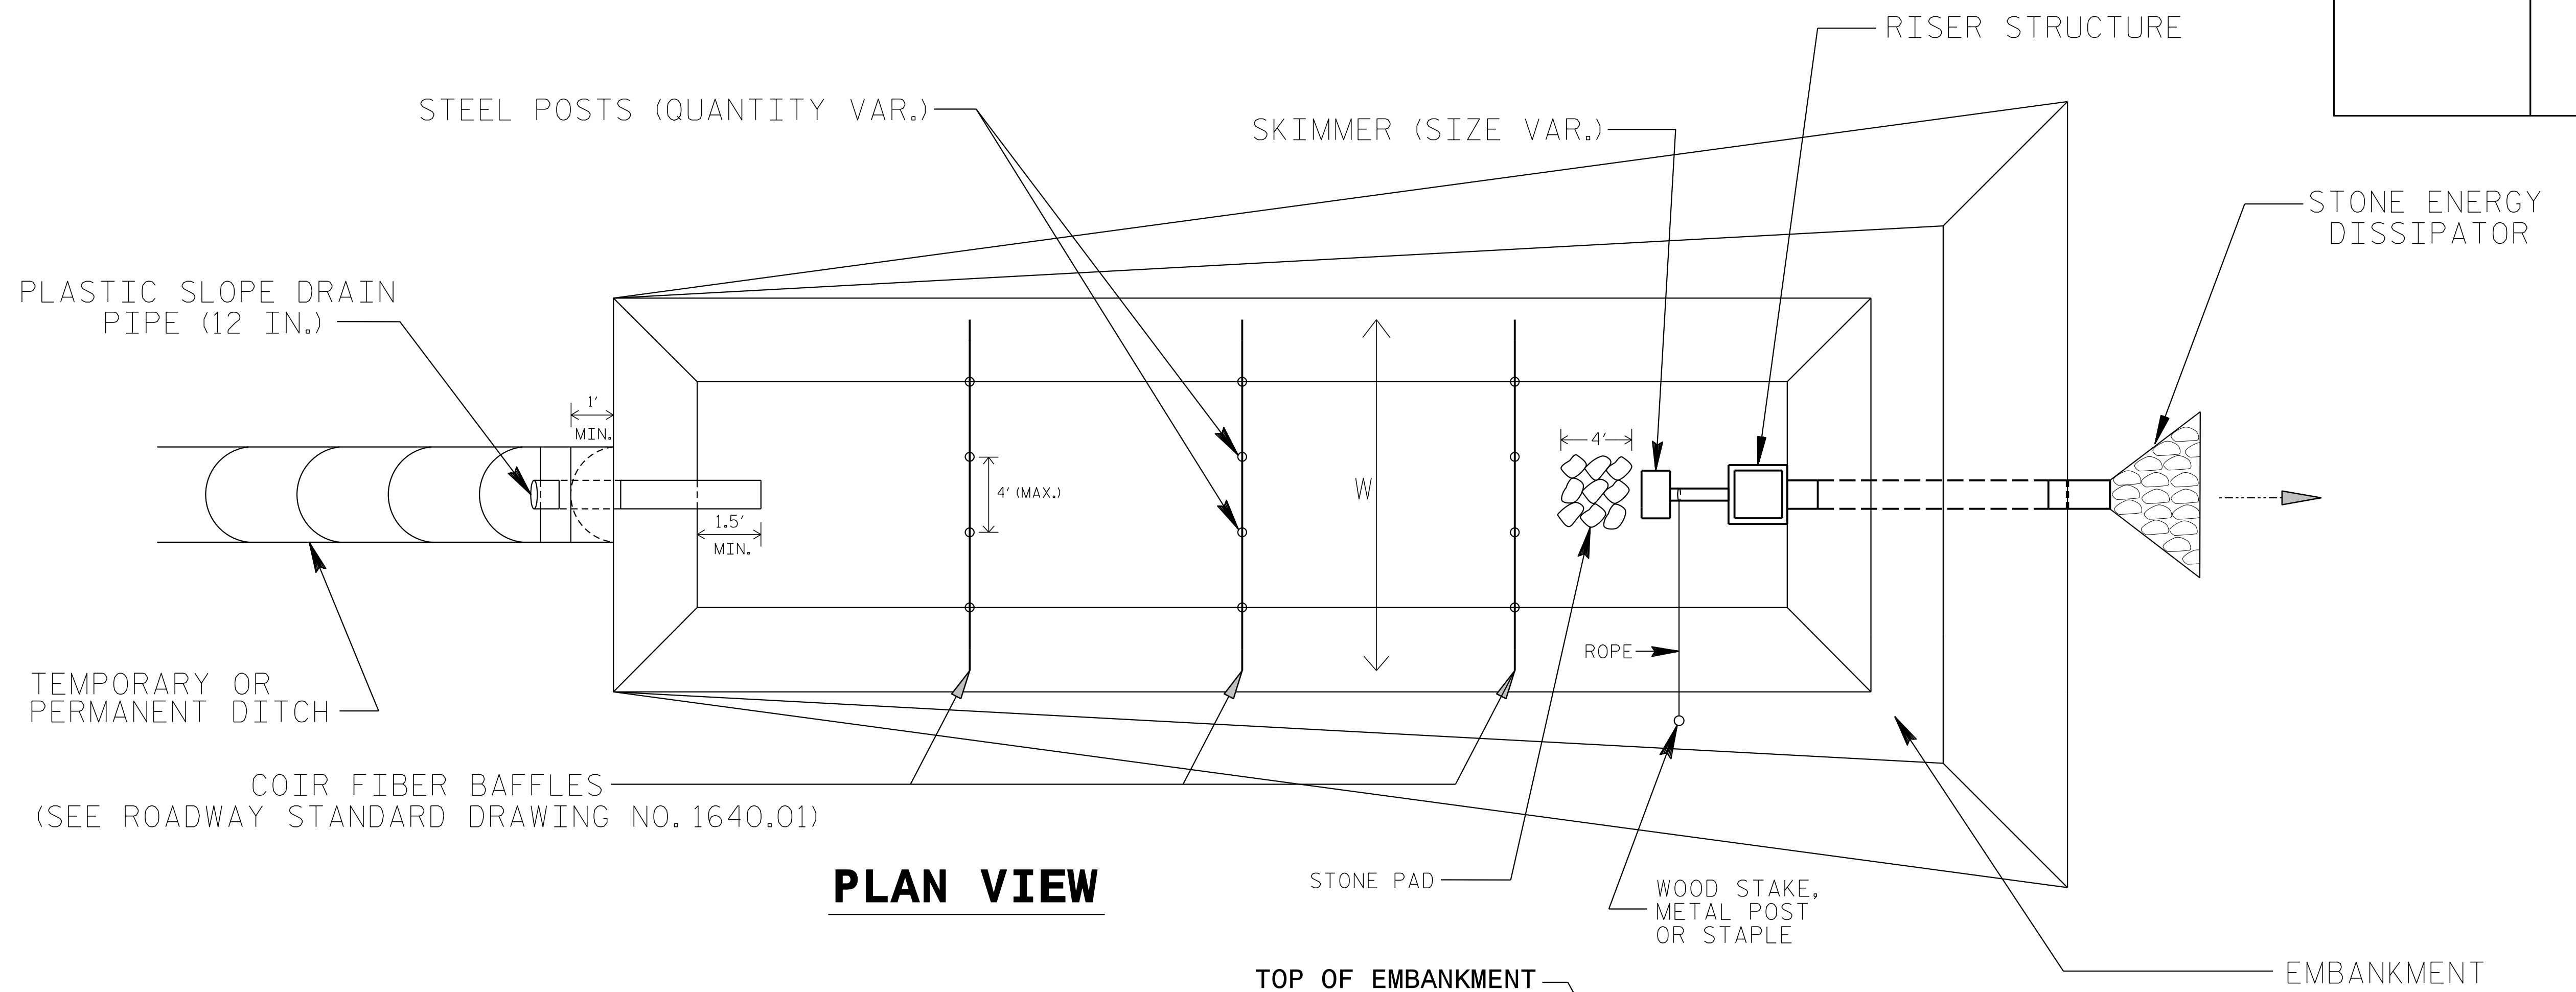 RISER STRUCTURE
STEEL POSTS (QUANTITY VAR.)
SKIMMER (SIZE VAR.)
STONE ENERGY
DISSIPATOR
PLASTIC SLOPE DRAIN
PIPE (12 IN.)
1'
MIN.
4'
4' (MAX.)
W
1.5'
MIN.
ROPE
TEMPORARY OR
PERMANENT DITCH
COIR FIBER BAFFLES
(SEE ROADWAY STANDARD DRAWING NO. 1640.01)
PLAN VIEW
STONE PAD
WOOD STAKE,
METAL POST
OR STAPLE
EMBANKMENT
TOP OF EMBANKMENT